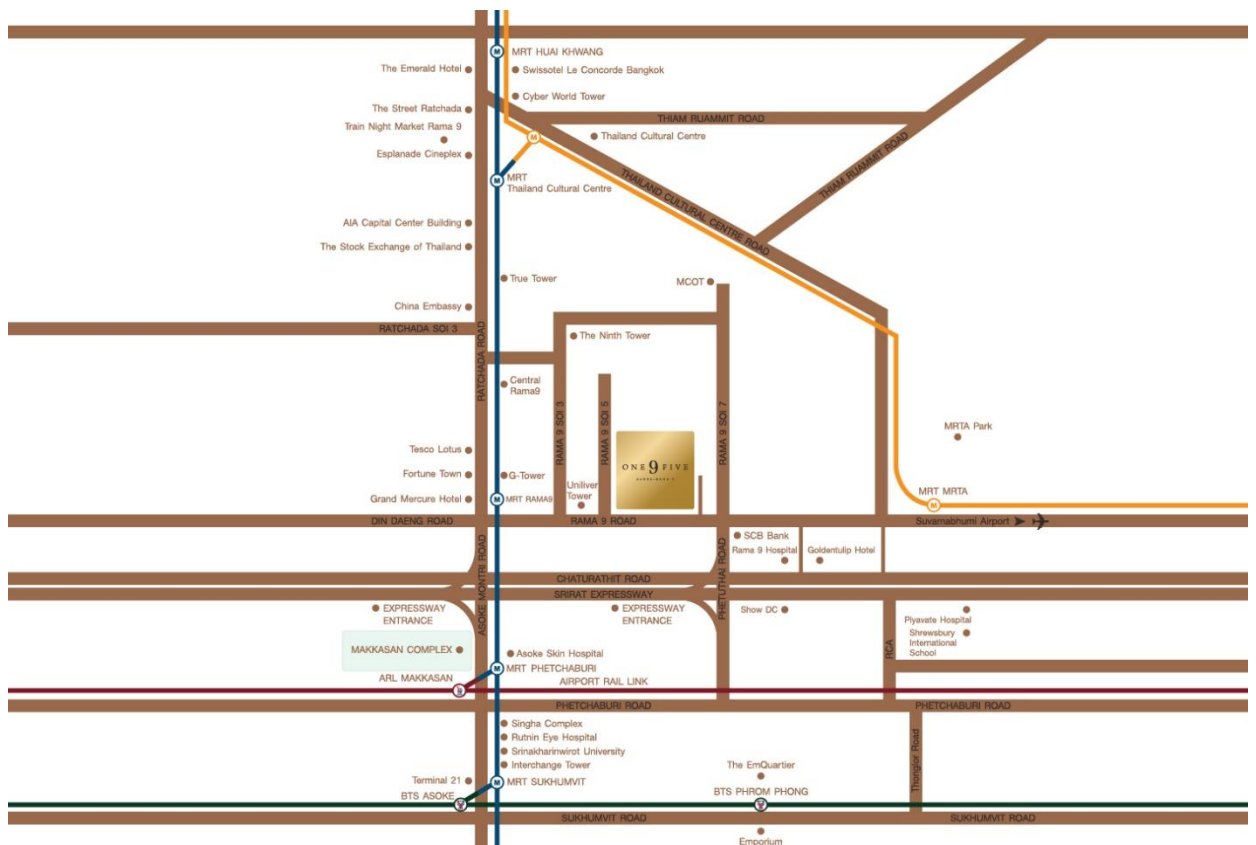 MRT HUAI KHWANG
The Emerald Hotel
Swissotel Le Concorde Bangkok
Cyber World Tower
The Street Ratchada
THIAM RUAMMIT ROAD
Train Night Market Rama 9
Thailand Cultural Centre
Esplanade Cineplex
MRT
Thailand Cultural Centre
THIAM RUAMMIT ROAD
THAILAND CULTURAL CENTRE ROAD
AIA Capital Center Building
The Stock Exchange of Thailand
True Tower
MCOT
China Embassy
RATCHADA SOI 3
RATCHADA ROAD
The Ninth Tower
Central
Rama9
RAMA 9 SOI 3
RAMA 9 SOI 5
RAMA 9 SOI 7
MRTA Park
Tesco Lotus
Fortune Town
G-Tower
Grand Mercure Hotel
MRT RAMA9
Uniliver
Tower
ONE 9 FIVE
ASOKE-RAMA 9
MRT MRTA
DIN DAENG ROAD
RAMA 9 ROAD
Suvarnabhumi Airport
ASOKE MONTRI ROAD
PHETUTHAI ROAD
SCB Bank
Rama 9 Hospital
Goldentulip Hotel
CHATURATHIT ROAD
SRIRAT EXPRESSWAY
EXPRESSWAY
ENTRANCE
EXPRESSWAY
ENTRANCE
Show DC
RCA
Piyavate Hospital
Shrewsbury
International
School
MAKKASAN COMPLEX
Asoke Skin Hospital
MRT PHETCHABURI
ARL MAKKASAN
AIRPORT RAIL LINK
PHETCHABURI ROAD
PHETCHABURI ROAD
Singha Complex
Rutnin Eye Hospital
Srinakharinwirot University
Interchange Tower
Thonglor Road
Terminal 21
MRT SUKHUMVIT
The EmQuartier
BTS ASOKE
BTS PHROM PHONG
SUKHUMVIT ROAD
SUKHUMVIT ROAD
Emporium